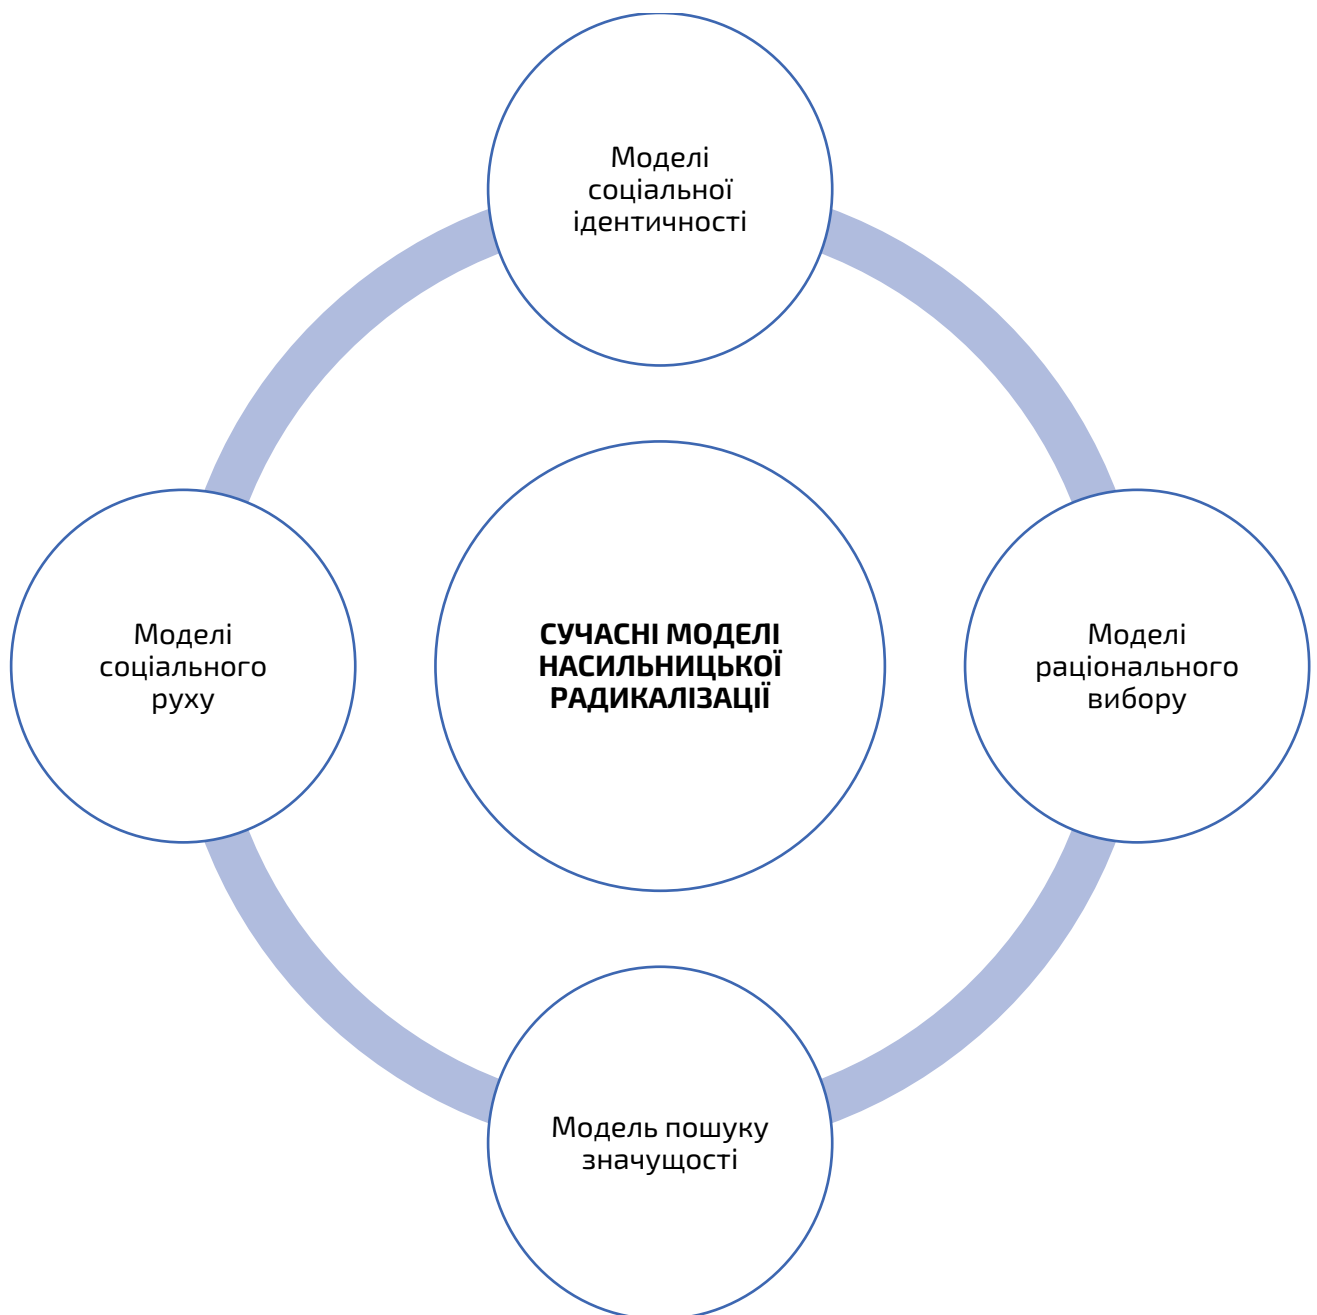 Моделі
соціальної
ідентичності
Моделі
соціального
руху
СУЧАСНІ МОДЕЛІ
НАСИЛЬНИЦЬКОЇ
РАДИКАЛІЗАЦІЇ
Моделі
раціонального
вибору
Модель пошуку
значущості